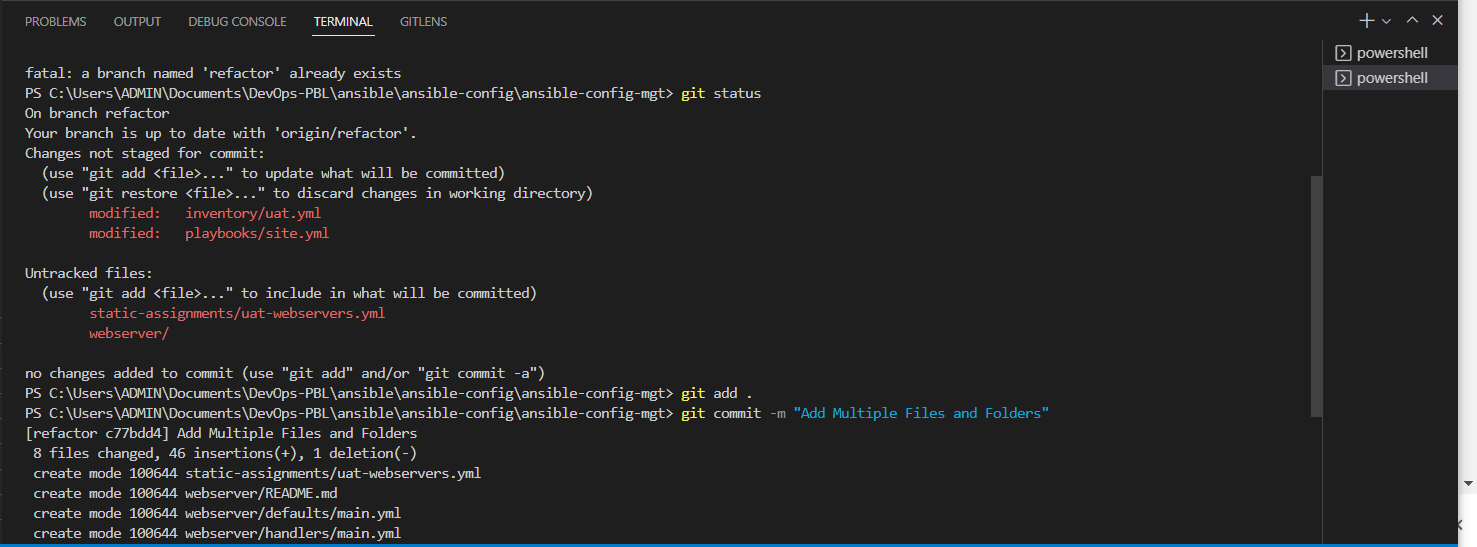 PROBLEMS OUTPUT DEBUG CONSOLE TERMINAL GITLENS
powershell
powershell
fatal: a branch named 'refactor' already exists
PS C:\Users\ADMIN\Documents\DevOps-PBL\ansible\ansible-config\ansible-config-mgt> git status
On branch refactor
Your branch is up to date with 'origin/refactor'.
Changes not staged for commit:
  (use "git add <file>..." to update what will be committed)
  (use "git restore <file>..." to discard changes in working directory)
        modified:   inventory/uat.yml
        modified:   playbooks/site.yml
Untracked files:
  (use "git add <file>..." to include in what will be committed)
        static-assignments/uat-webservers.yml
        webserver/
no changes added to commit (use "git add" and/or "git commit -a")
PS C:\Users\ADMIN\Documents\DevOps-PBL\ansible\ansible-config\ansible-config-mgt> git add .
PS C:\Users\ADMIN\Documents\DevOps-PBL\ansible\ansible-config\ansible-config-mgt> git commit -m "Add Multiple Files and Folders"
[refactor c77bdd4] Add Multiple Files and Folders
 8 files changed, 46 insertions(+), 1 deletion(-)
 create mode 100644 static-assignments/uat-webservers.yml
 create mode 100644 webserver/README.md
 create mode 100644 webserver/defaults/main.yml
 create mode 100644 webserver/handlers/main.yml